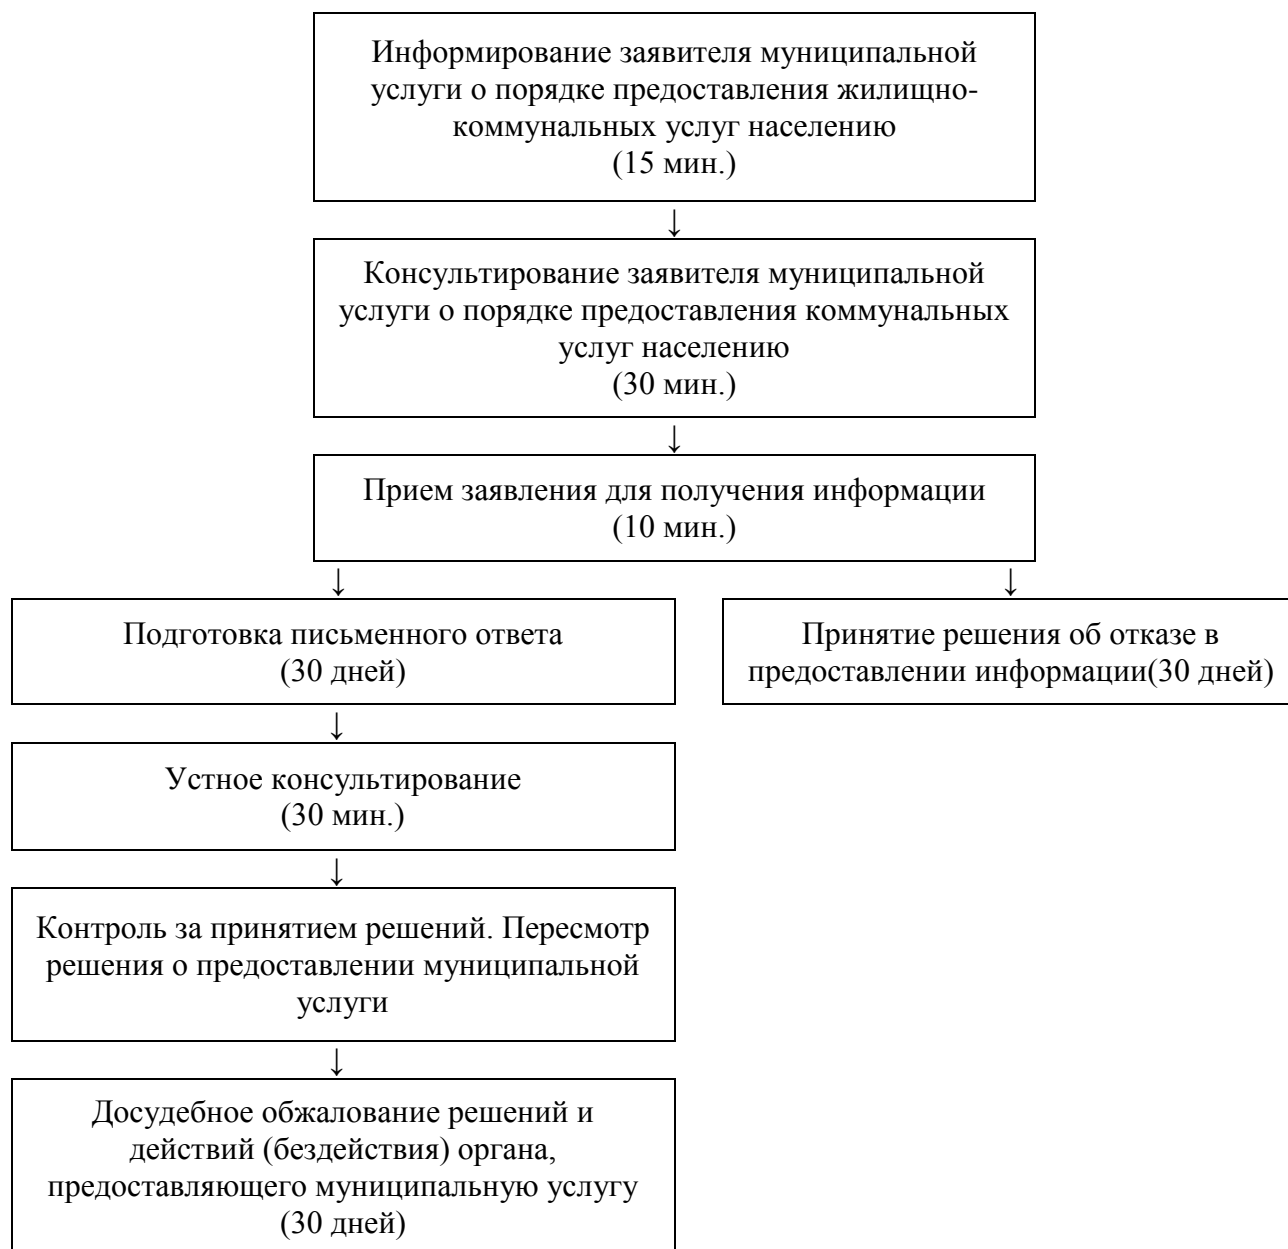 Информирование заявителя муниципальной
услуги о порядке предоставления жилищно-
коммунальных услуг населению
(15 мин.)
↓
Консультирование заявителя муниципальной
услуги о порядке предоставления коммунальных
услуг населению
(30 мин.)
↓
Прием заявления для получения информации
(10 мин.)
↓ ↓
Подготовка письменного ответа
(30 дней)
Принятие решения об отказе в
предоставлении информации(30 дней)
↓
Устное консультирование
(30 мин.)
↓
Контроль за принятием решений. Пересмотр
решения о предоставлении муниципальной
услуги
↓
Досудебное обжалование решений и
действий (бездействия) органа,
предоставляющего муниципальную услугу
(30 дней)